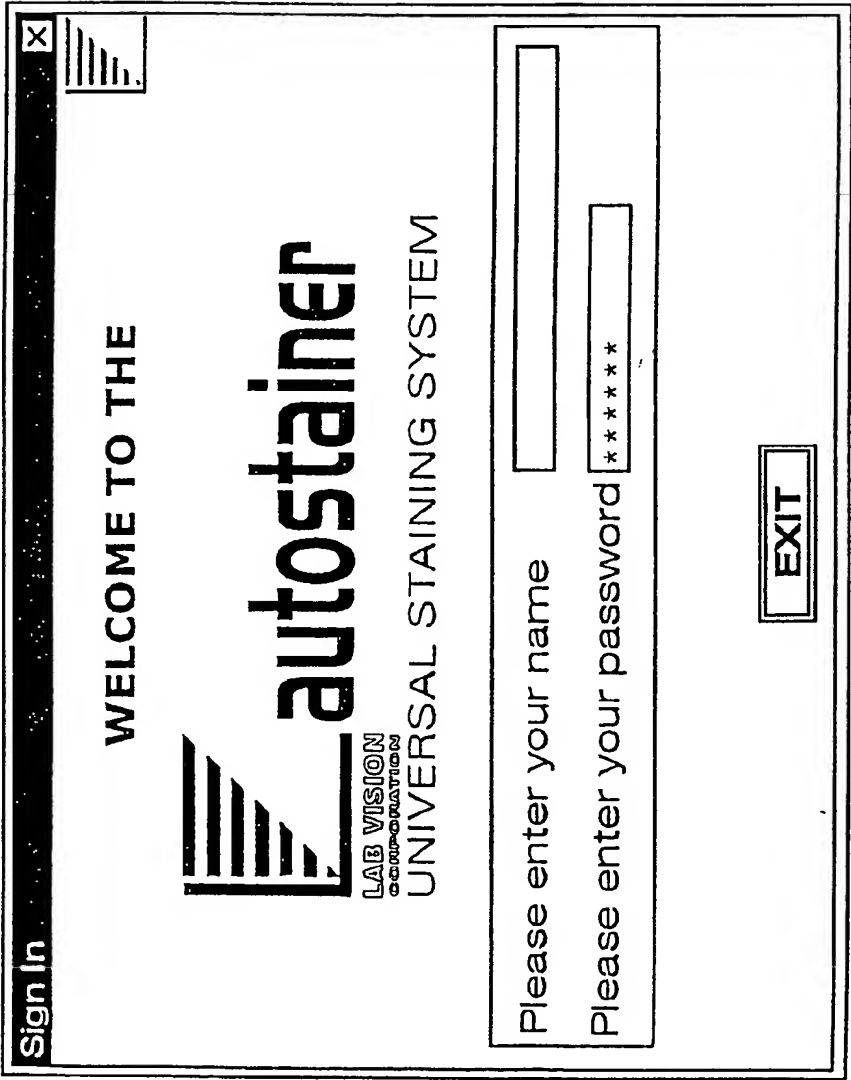 Sign In
X
WELCOME TO THE
autostainer
LAB VISION
CORPORATION
UNIVERSAL STAINING SYSTEM
Please enter your name
Please enter your password *******
EXIT